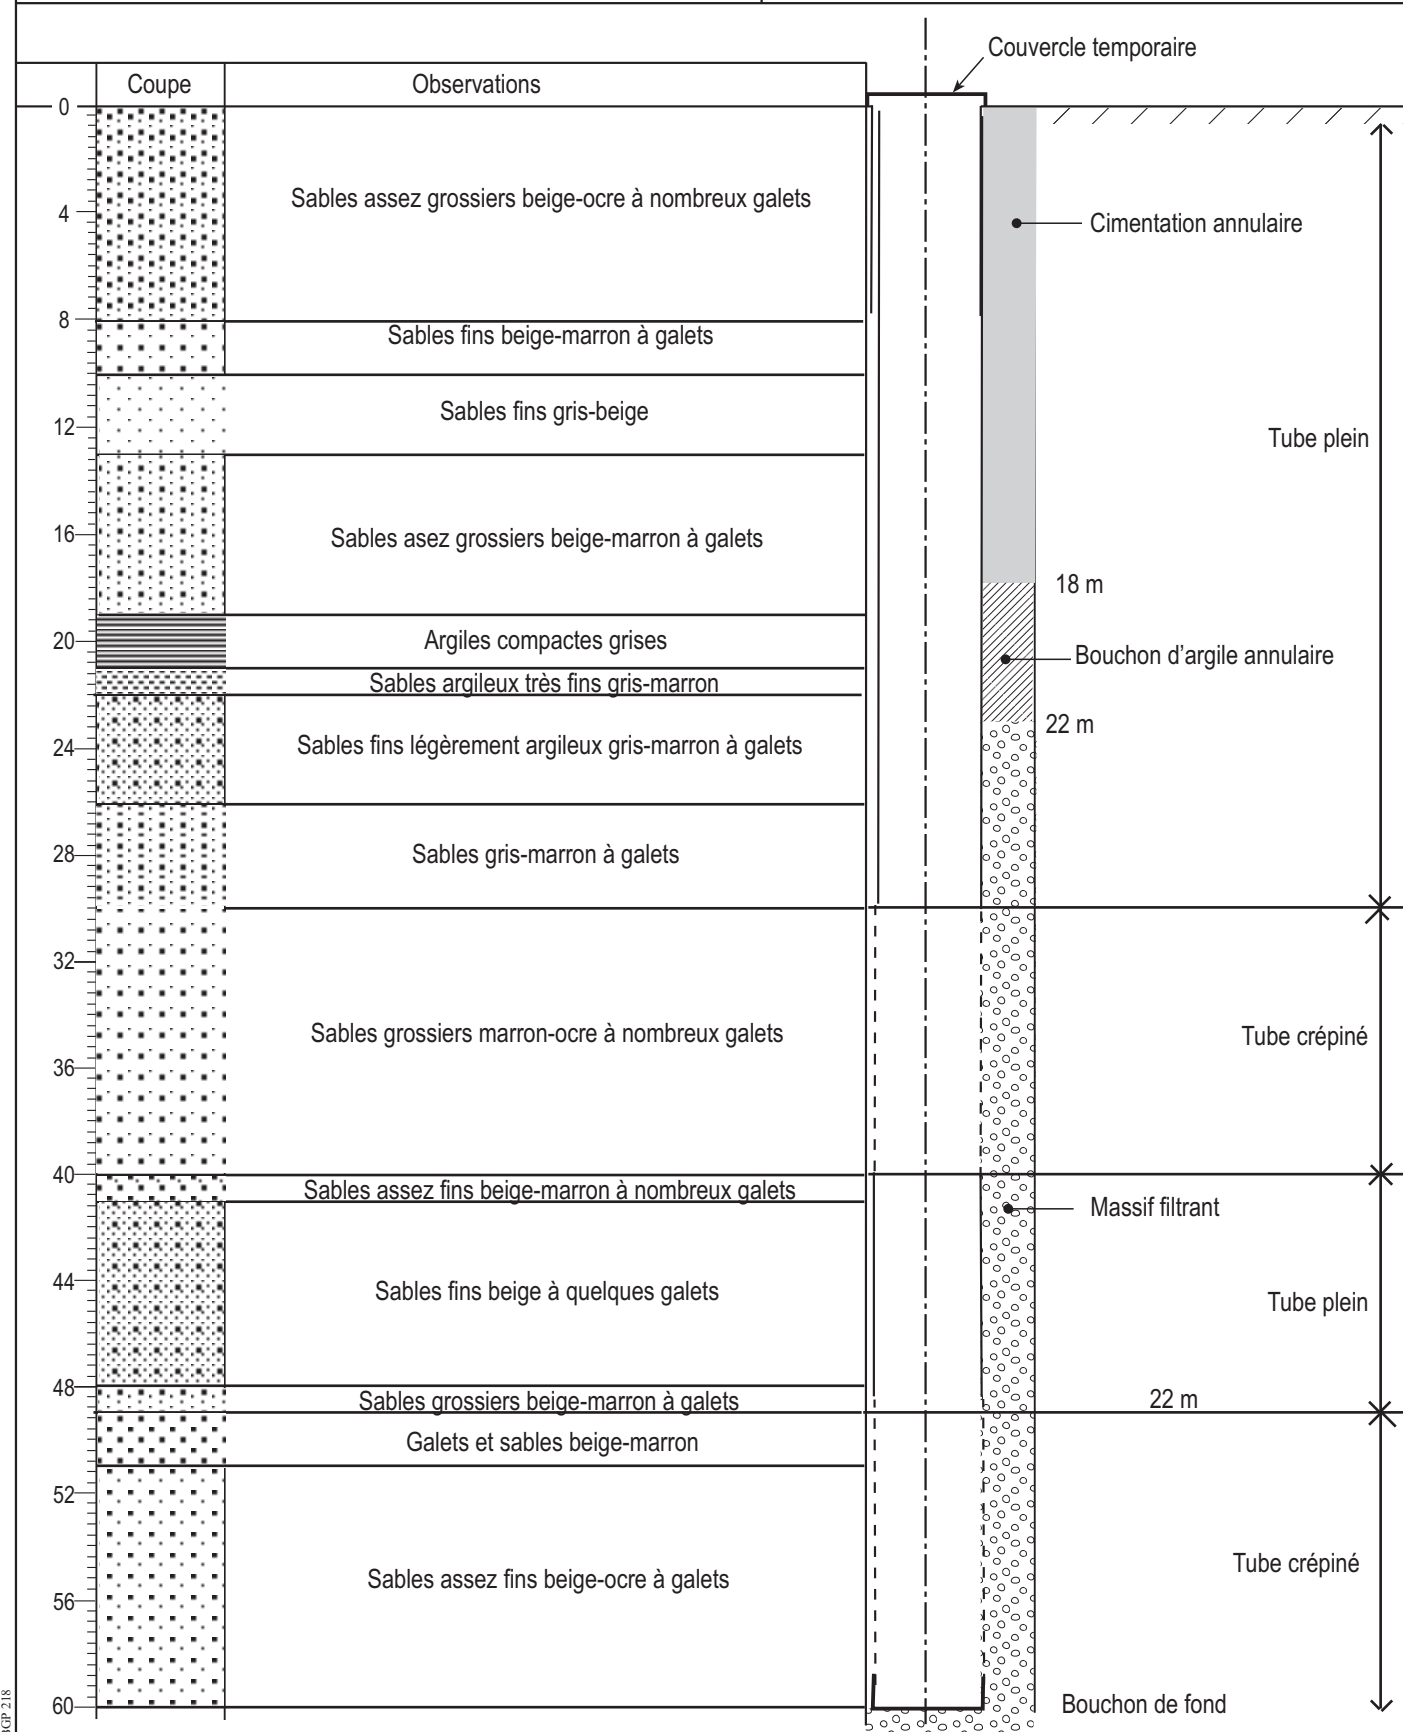 Couvercle temporaire
Coupe
Observations
0
Sables assez grossiers beige-ocre à nombreux galets
4
Cimentation annulaire
8
Sables fins beige-marron à galets
Sables fins gris-beige
12
Tube plein
16
Sables asez grossiers beige-marron à galets
18 m
20
Argiles compactes grises
Bouchon d'argile annulaire
Sables argileux très fins gris-marron
22 m
24
Sables fins légèrement argileux gris-marron à galets
28
Sables gris-marron à galets
32
Sables grossiers marron-ocre à nombreux galets
Tube crépiné
36
40
Sables assez fins beige-marron à nombreux galets
Massif filtrant
44
Sables fins beige à quelques galets
Tube plein
48
Sables grossiers beige-marron à galets
22 m
Galets et sables beige-marron
52
Tube crépiné
Sables assez fins beige-ocre à galets
56
60
Bouchon de fond
BGP 218